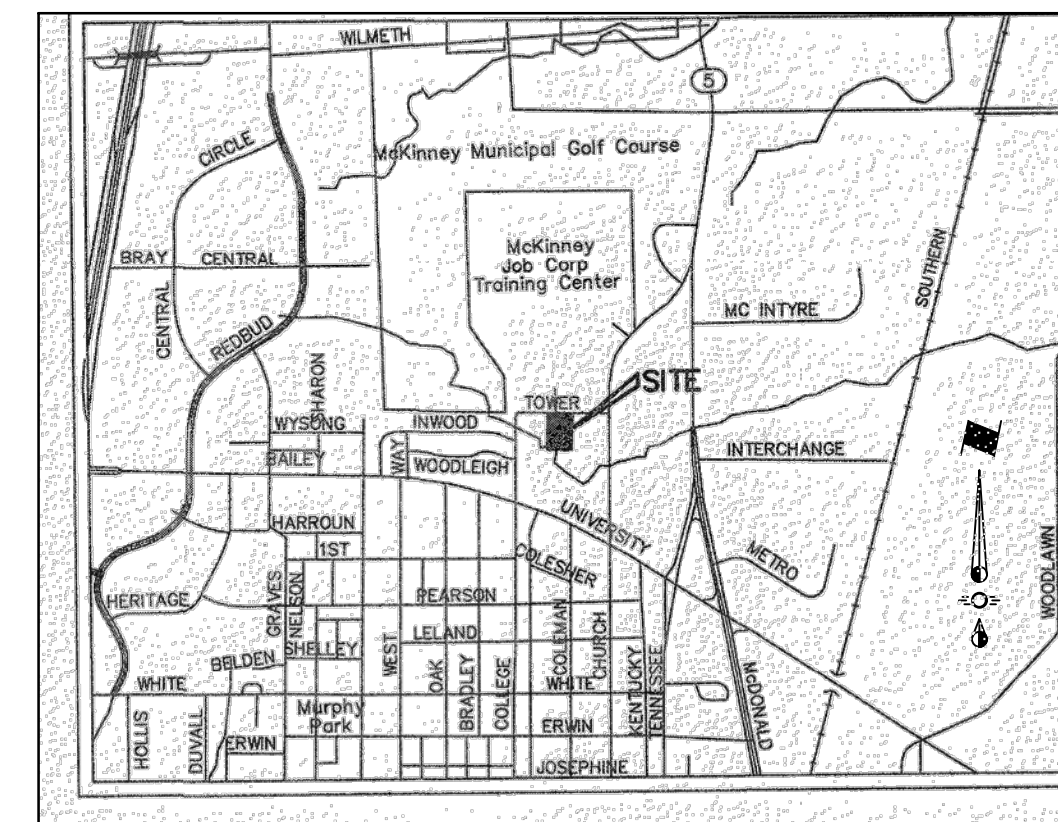 WILMETH
5
CIRCLE
McKinney Municipal Golf Course
BRAY
CENTRAL
McKinney
Job Corp
Training Center
SOUTHERN
CENTRAL
REDBUD
MC INTYRE
SHARON
SITE
TOWER
WYSONG
INWOOD
BAILEY
WAY
WOODLEIGH
INTERCHANGE
HARROUN
UNIVERSITY
1ST
COLESHER
METRO
WOODLAWN
HERITAGE
GRAVES
NELSON
PEARSON
LELAND
COLEMAN
CHURCH
SHELLEY
BELDEN
WEST
OAK
BRADLEY
COLLEGE
KENTUCKY
TENNESSEE
McDONALD
WHITE
WHITE
HOLLIS
DUVALL
Murphy
Park
ERWIN
ERWIN
JOSEPHINE